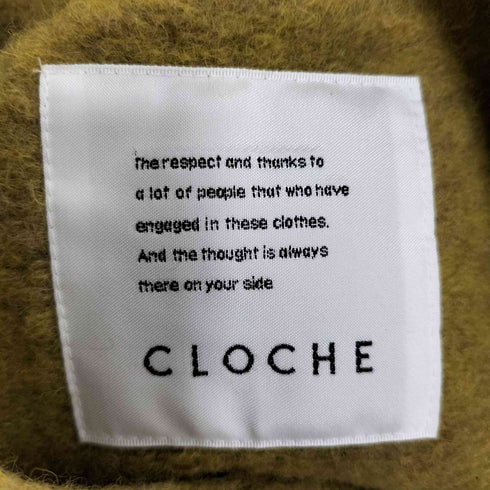 The respect and thanks to
a lot of people that who have
engaged in these clothes.
And the thought is always
there on your side
CLOCHE